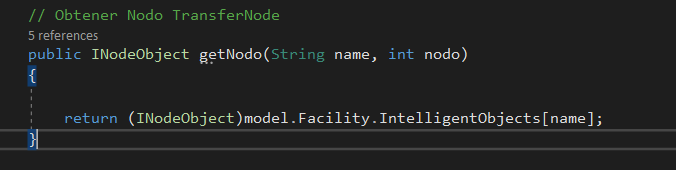 // Obtener Nodo TransferNode
5 references
public INodeObject getNodo(String name, int nodo)
{
return (INodeObject)model.Facility.IntelligentObjects[name];
}